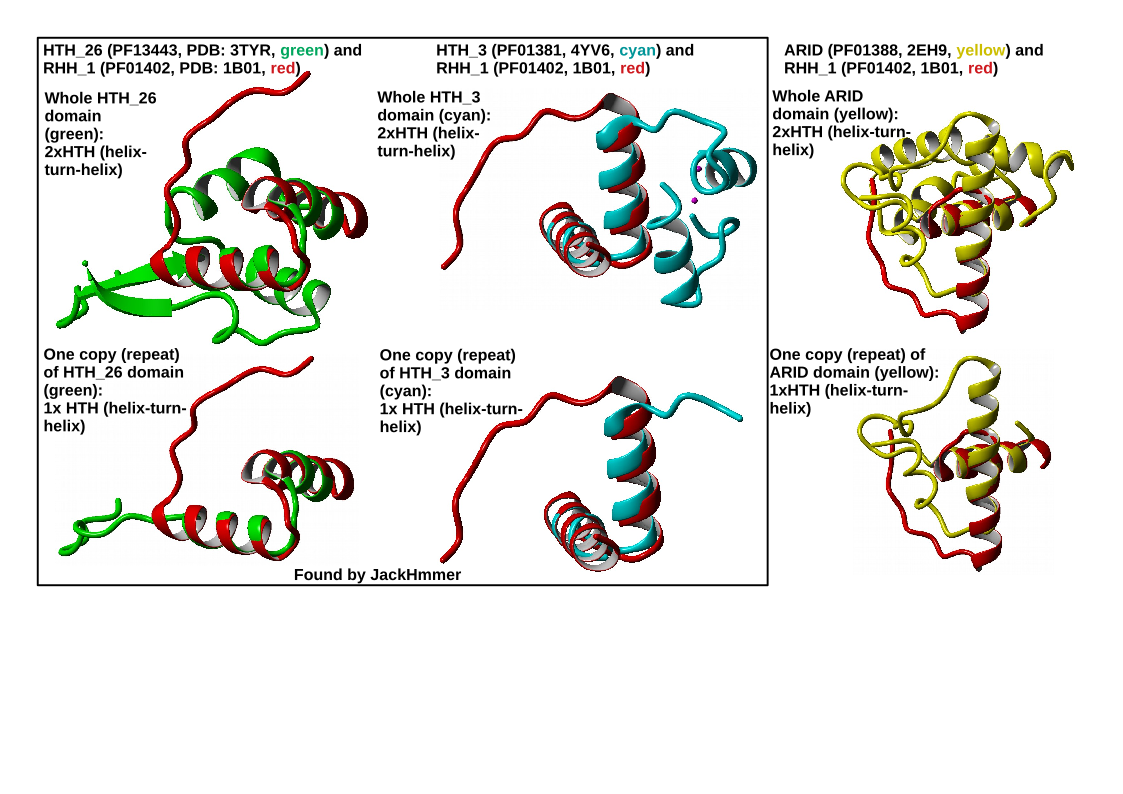 HTH_26 (PF13443, PDB: 3TYR, green) and
RHH_1 (PF01402, PDB: 1B01, red)
Whole HTH_26
domain
(green):
2xHTH (helix-
turn-helix)
One copy (repeat)
of HTH_26 domain
(green):
1x HTH (helix-turn-
helix)
HTH_3 (PF01381, 4YV6, cyan) and
RHH_1 (PF01402, 1B01, red)
Whole HTH_3
domain (cyan):
2xHTH (helix-
turn-helix)
One copy (repeat)
of HTH_3 domain
(cyan):
1x HTH (helix-turn-
helix)
Found by JackHmmer
ARID (PF01388, 2EH9, yellow) and
RHH_1 (PF01402, 1B01, red)
Whole ARID
domain (yellow):
2xHTH (helix-turn-
helix)
One copy (repeat) of
ARID domain (yellow):
1xHTH (helix-turn-
helix)